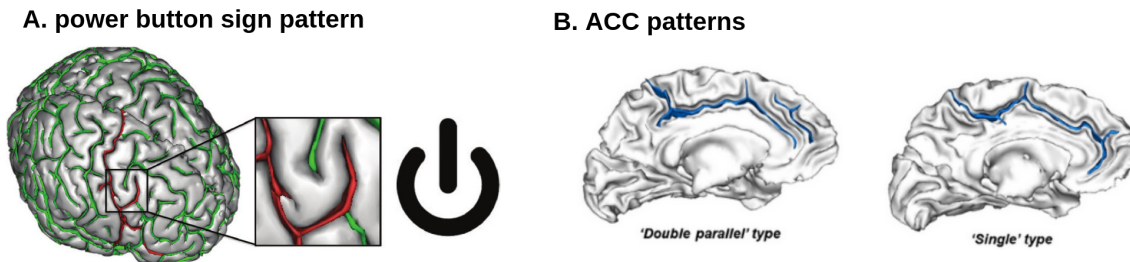 A. power button sign pattern
B. ACC patterns
'Double parallel' type
'Single' type